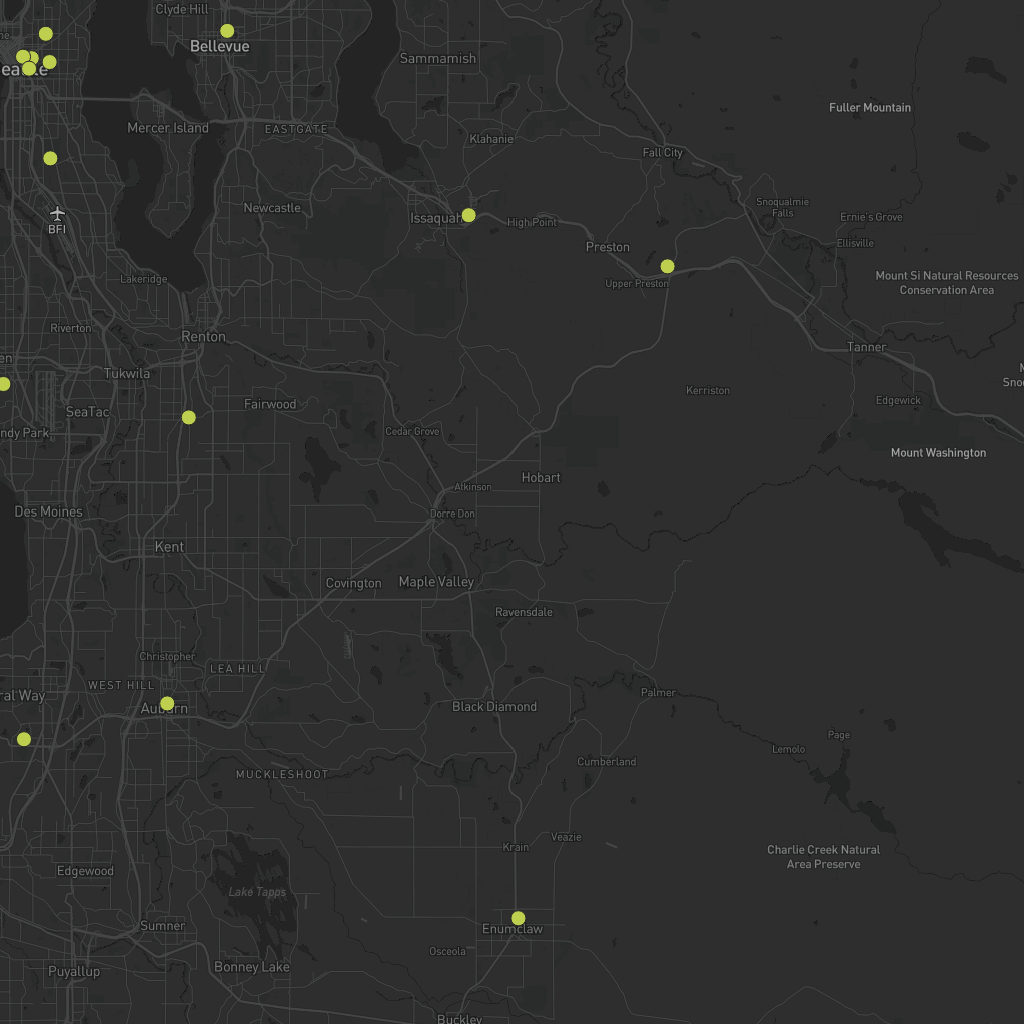 Clyde Hill
Bellevue
Sammamish
Fuller Mountain
Mercer Island
EASTGATE
Klahanie
Fall City
Newcastle
Issaquah
High Point
Snoqualmie
Falls
Ernie's Grove
BFI
Preston
Ellisville
Lakeridge
Upper Preston
Mount Si Natural Resources
Conservation Area
Riverton
Renton
Tanner
Tukwila
Kerriston
Edgewick
Fairwood
SeaTac
Cedar Grove
ndy Park
Mount Washington
Hobart
Atkinson
Des Moines
Dorre Don
Kent
Covington
Maple Valley
Ravensdale
Christopher
LEA HILL
WEST HILL
ral Way
Palmer
Auburn
Black Diamond
Page
Lemolo
Cumberland
MUCKLESHOOT
Veazie
Krain
Charlie Creek Natural
Area Preserve
Edgewood
Lake Tapps
Sumner
Enumclaw
Osceola
Bonney Lake
Puyallup
Buckley